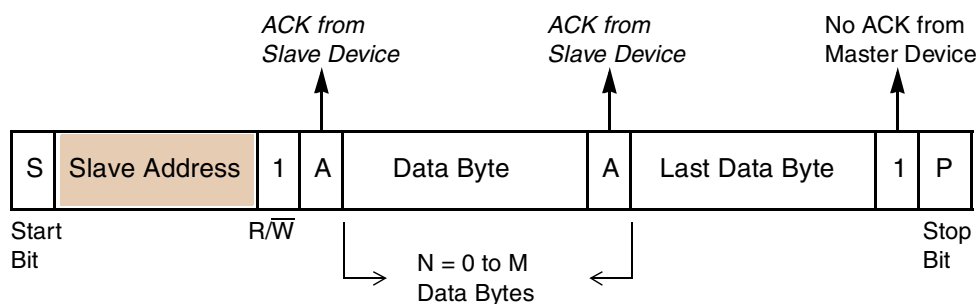 ACK from
Slave Device
ACK from
Slave Device
No ACK from
Master Device
S Slave Address 1 A Data Byte A Last Data Byte 1 P
Start
Bit
R/W̅
Stop
Bit
N = 0 to M
Data Bytes